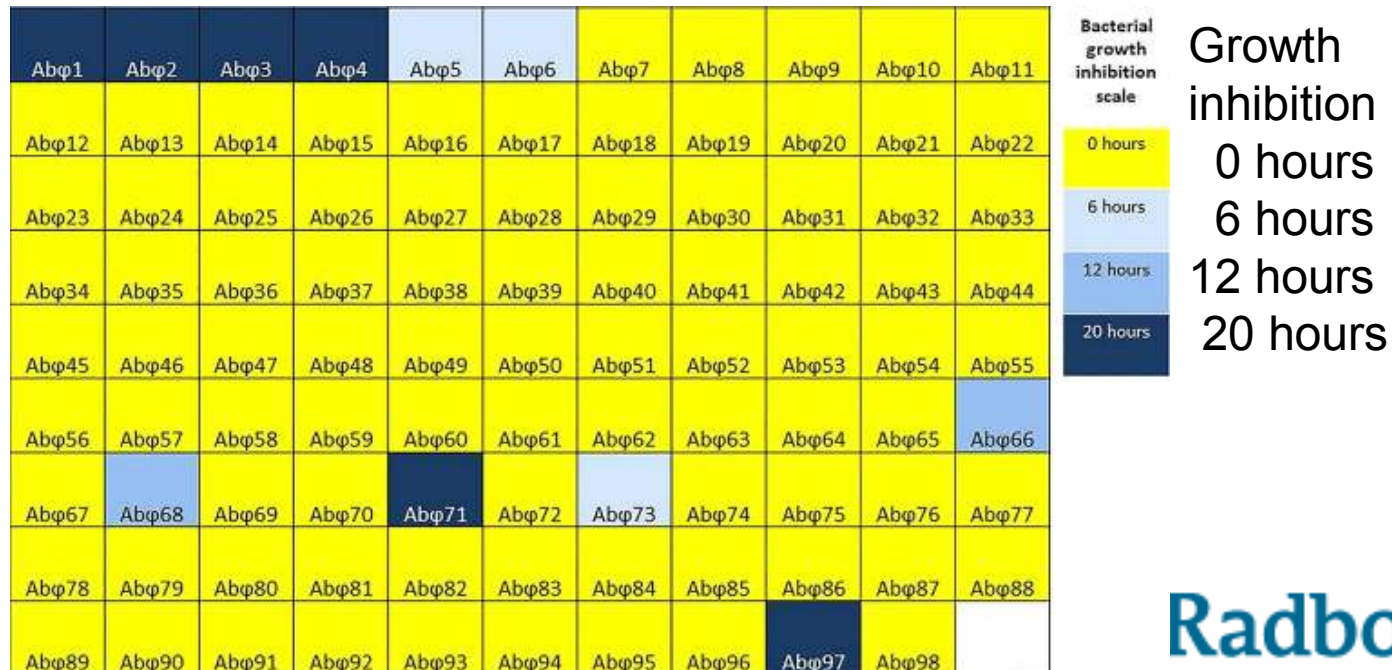 Abφ1 Abφ2 Abφ3 Abφ4 Abφ5 Abφ6 Abφ7 Abφ8 Abφ9 Abφ10 Abφ11
Abφ12 Abφ13 Abφ14 Abφ15 Abφ16 Abφ17 Abφ18 Abφ19 Abφ20 Abφ21 Abφ22
Abφ23 Abφ24 Abφ25 Abφ26 Abφ27 Abφ28 Abφ29 Abφ30 Abφ31 Abφ32 Abφ33
Abφ34 Abφ35 Abφ36 Abφ37 Abφ38 Abφ39 Abφ40 Abφ41 Abφ42 Abφ43 Abφ44
Abφ45 Abφ46 Abφ47 Abφ48 Abφ49 Abφ50 Abφ51 Abφ52 Abφ53 Abφ54 Abφ55
Abφ56 Abφ57 Abφ58 Abφ59 Abφ60 Abφ61 Abφ62 Abφ63 Abφ64 Abφ65 Abφ66
Abφ67 Abφ68 Abφ69 Abφ70 Abφ71 Abφ72 Abφ73 Abφ74 Abφ75 Abφ76 Abφ77
Abφ78 Abφ79 Abφ80 Abφ81 Abφ82 Abφ83 Abφ84 Abφ85 Abφ86 Abφ87 Abφ88
Abφ89 Abφ90 Abφ91 Abφ92 Abφ93 Abφ94 Abφ95 Abφ96 Abφ97 Abφ98
Bacterial
growth
inhibition
scale
0 hours
6 hours
12 hours
20 hours
Growth
inhibition
0 hours
6 hours
12 hours
20 hours
Radbo